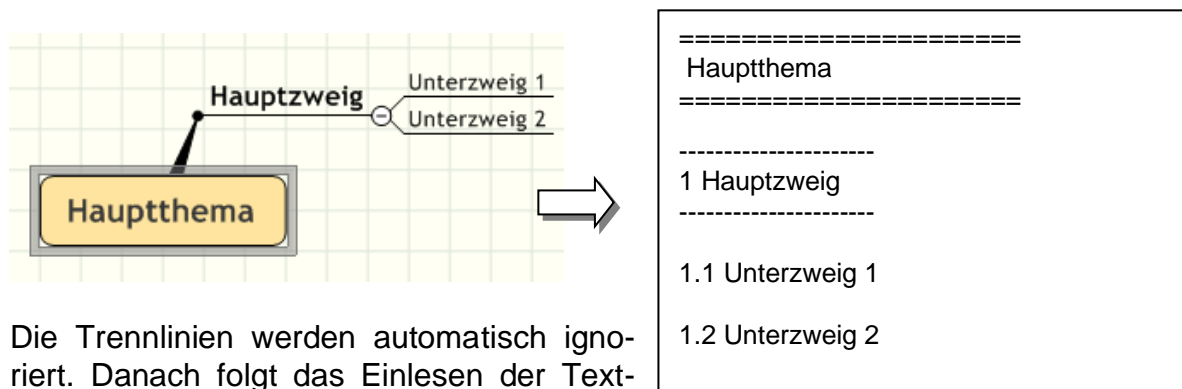 Hauptzweig
Unterzweig 1
Unterzweig 2
Hauptthema
Die Trennlinien werden automatisch igno-
riert. Danach folgt das Einlesen der Text-
======================
Hauptthema
======================
----------------------
1 Hauptzweig
----------------------
1.1 Unterzweig 1
1.2 Unterzweig 2